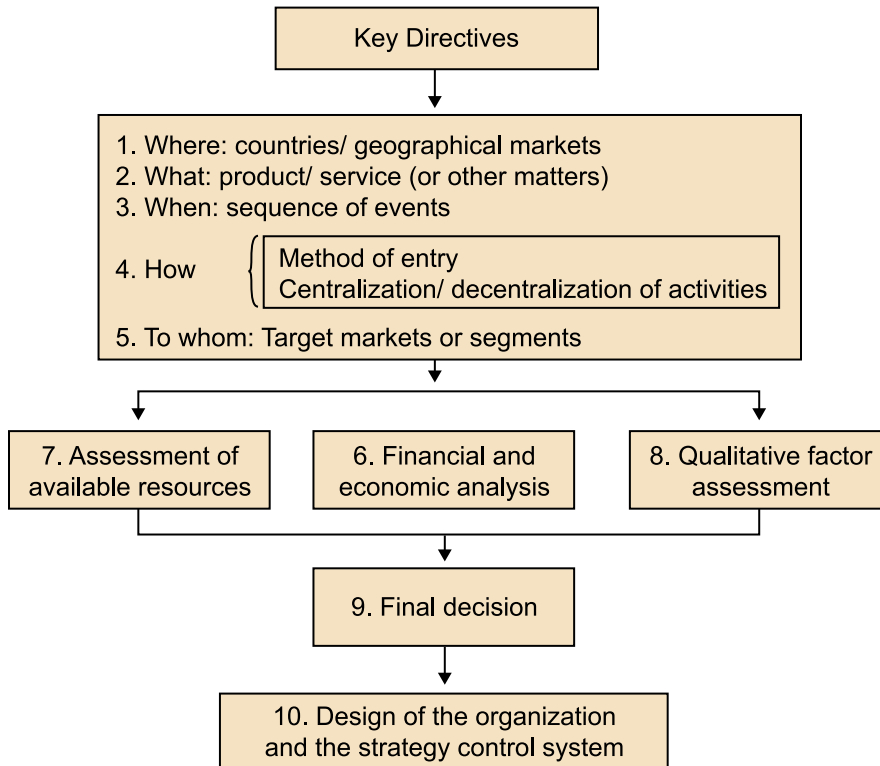 Key Directives
1. Where: countries/ geographical markets
2. What: product/ service (or other matters)
3. When: sequence of events
4. How
Method of entry
Centralization/ decentralization of activities
5. To whom: Target markets or segments
7. Assessment of
available resources
6. Financial and
economic analysis
8. Qualitative factor
assessment
9. Final decision
10. Design of the organization
and the strategy control system